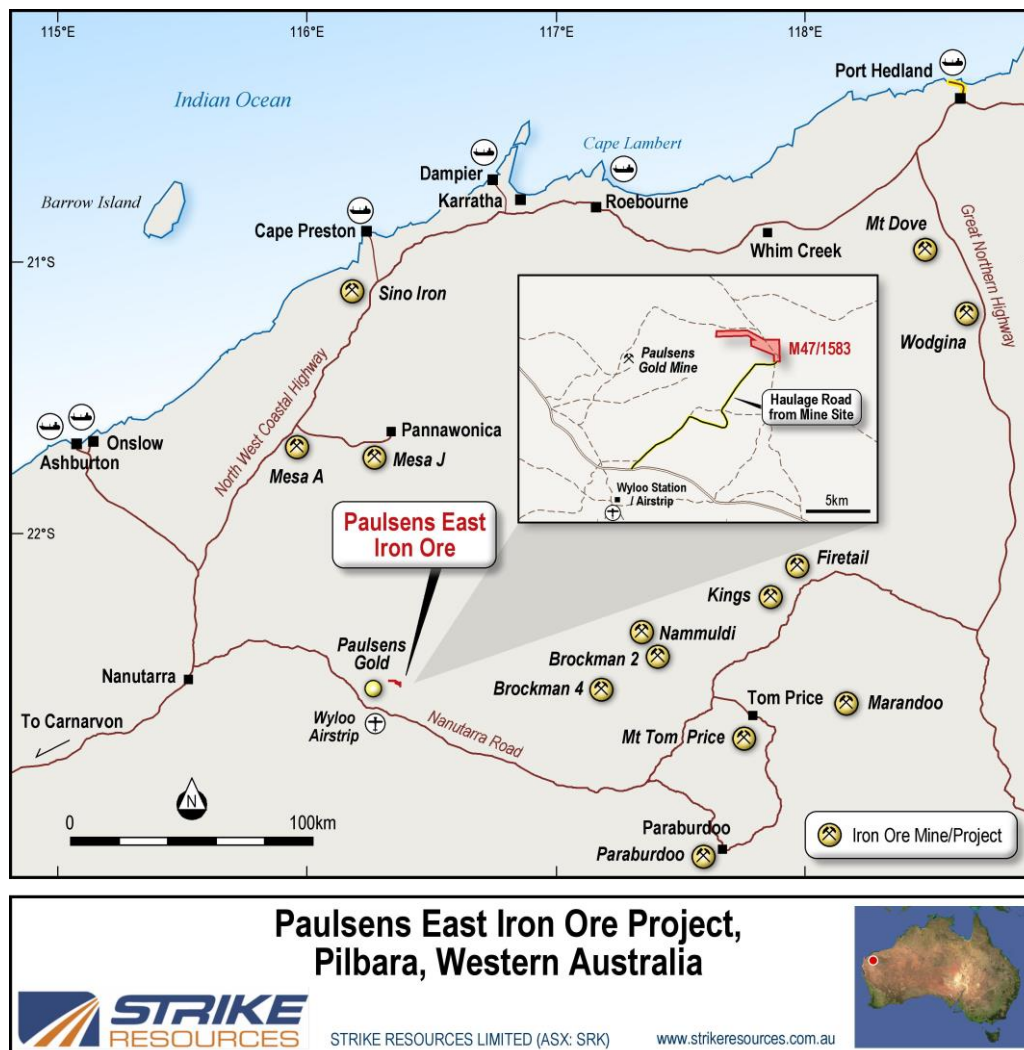 115°E
116°E
117°E
118°E
Port Hedland
Indian Ocean
Cape Lambert
Dampier
Karratha
Roebourne
Barrow Island
Cape Preston
Whim Creek
Mt Dove
Great Northern Highway
21°S
Sino Iron
Wodgina
M47/1583
Paulsens
Gold Mine
Haulage Road
from Mine Site
Wyloo Station
/ Airstrip
5km
North West Coastal Highway
Pannawonica
Onslow
Ashburton
Mesa A
Mesa J
22°S
Paulsens East
Iron Ore
Firetail
Kings
Nammuldi
Brockman 2
Brockman 4
Paulsens
Gold
Nanutarra
Wyloo
Airstrip
Nanutarra Road
To Carnarvon
Tom Price
Marandoo
Mt Tom Price
N
0
100km
Paraburdoo
Paraburdoo
Iron Ore Mine/Project
Paulsens East Iron Ore Project,
Pilbara, Western Australia
STRIKE
RESOURCES
STRIKE RESOURCES LIMITED (ASX: SRK)
www.strikeresources.com.au